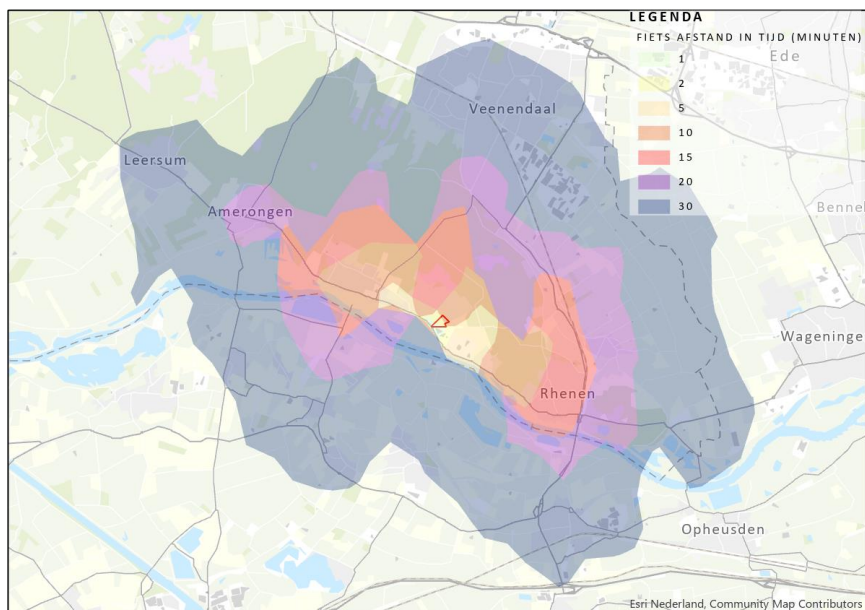 LEGENDA
FIETS AFSTAND IN TIJD (MINUTEN)
1
2
5
10
15
20
30
Ede
Veenendaal
Leersum
Amerongen
Bennek
Wageninge
Rhenen
Opheusden
Esri Nederland, Community Map Contributors